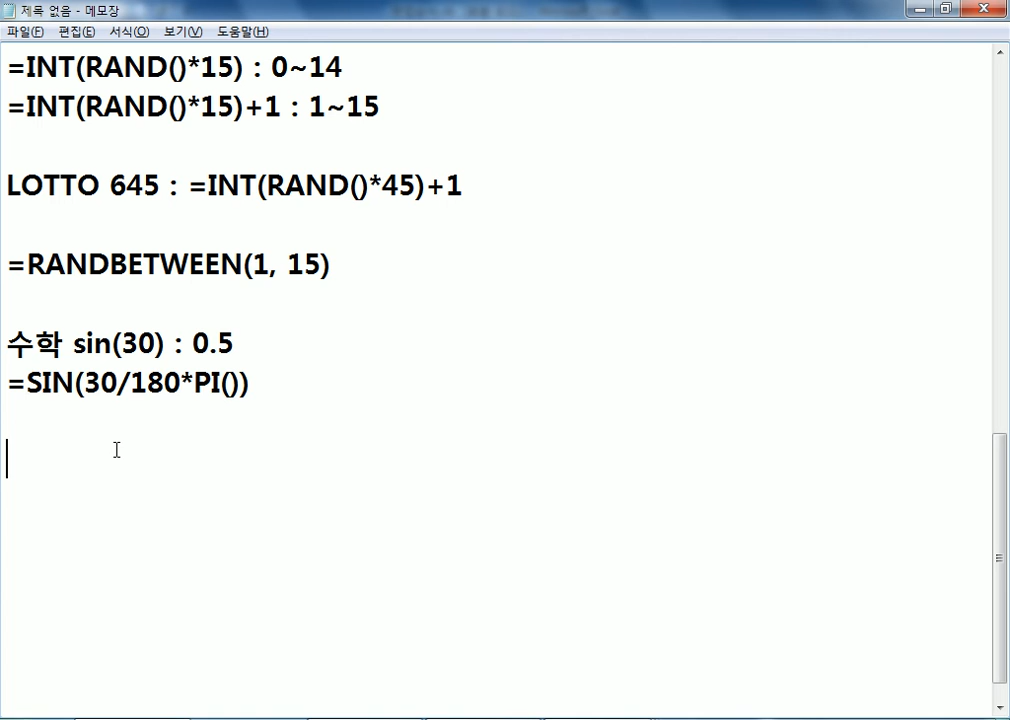 제목 없음 - 메모장
파일(F) 편집(E) 서식(O) 보기(V) 도움말(H)
=INT(RAND()*15) : 0~14
=INT(RAND()*15)+1 : 1~15
LOTTO 645 : =INT(RAND()*45)+1
=RANDBETWEEN(1, 15)
수학 sin(30) : 0.5
=SIN(30/180*PI())